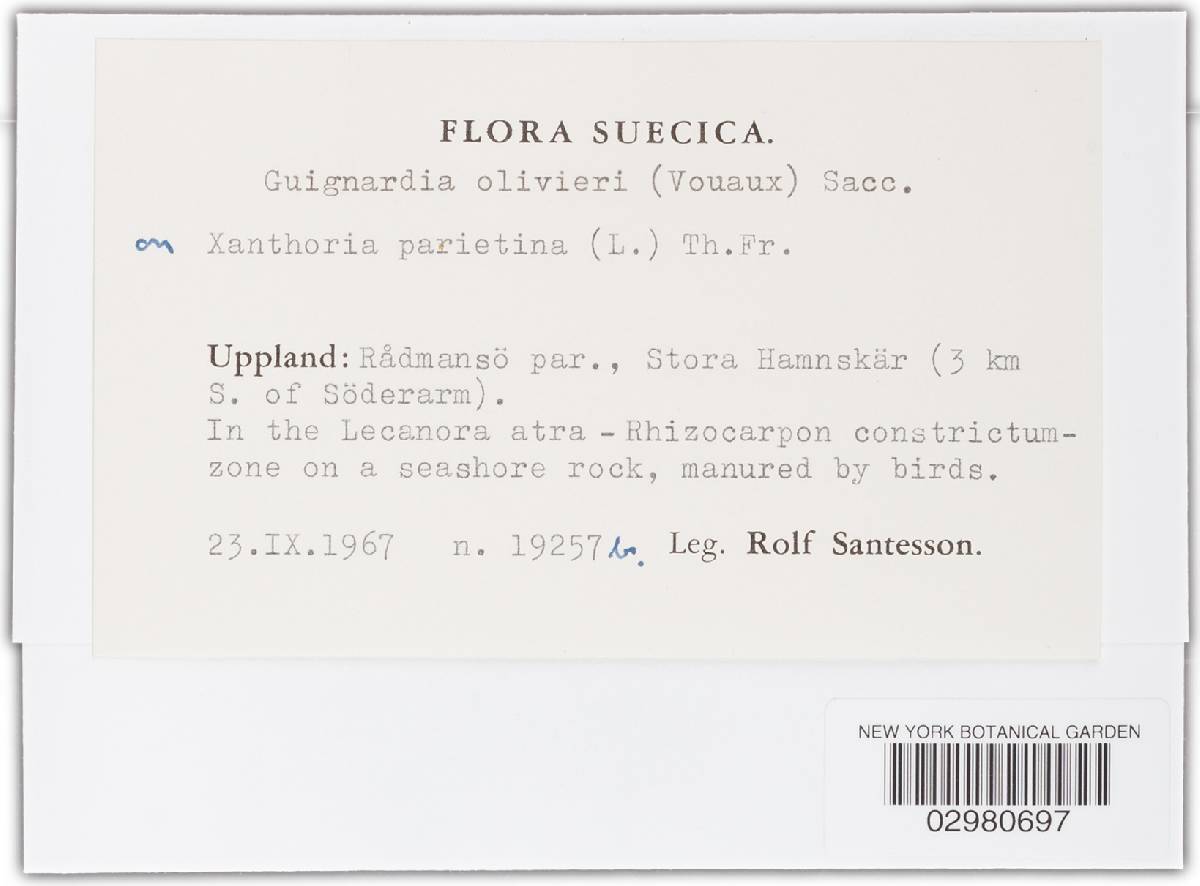 FLORA SUECICA.
Guignardia olivieri (Vouaux) Sacc.
on Xanthoria parietina (L.) Th.Fr.
Uppland: Rådmansö par., Stora Hamnskär (3 km
S. of Söderarm).
In the Lecanora atra - Rhizocarpon constrictum-
zone on a seashore rock, manured by birds.
23.IX.1967 n. 19257b. Leg. Rolf Santesson.
NEW YORK BOTANICAL GARDEN
02980697